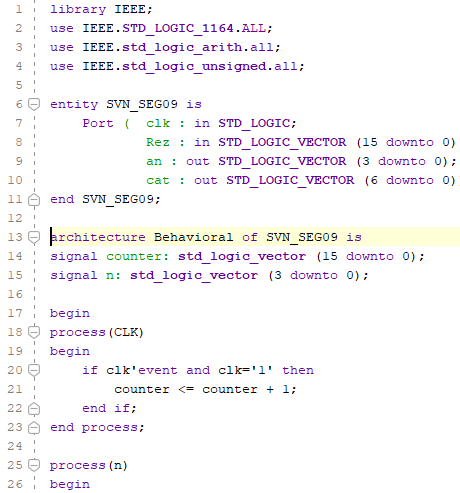 1 library IEEE;
2 use IEEE.STD_LOGIC_1164.ALL;
3 use IEEE.std_logic_arith.all;
4 use IEEE.std_logic_unsigned.all;
5
6 entity SVN_SEG09 is
7     Port (  clk : in STD_LOGIC;
8             Rez : in STD_LOGIC_VECTOR (15 downto 0)
9             an : out STD_LOGIC_VECTOR (3 downto 0);
10             cat : out STD_LOGIC_VECTOR (6 downto 0)
11 end SVN_SEG09;
12
13 architecture Behavioral of SVN_SEG09 is
14 signal counter: std_logic_vector (15 downto 0);
15 signal n: std_logic_vector (3 downto 0);
16
17 begin
18 process(CLK)
19 begin
20     if clk'event and clk='1' then
21         counter <= counter + 1;
22     end if;
23 end process;
24
25 process(n)
26 begin